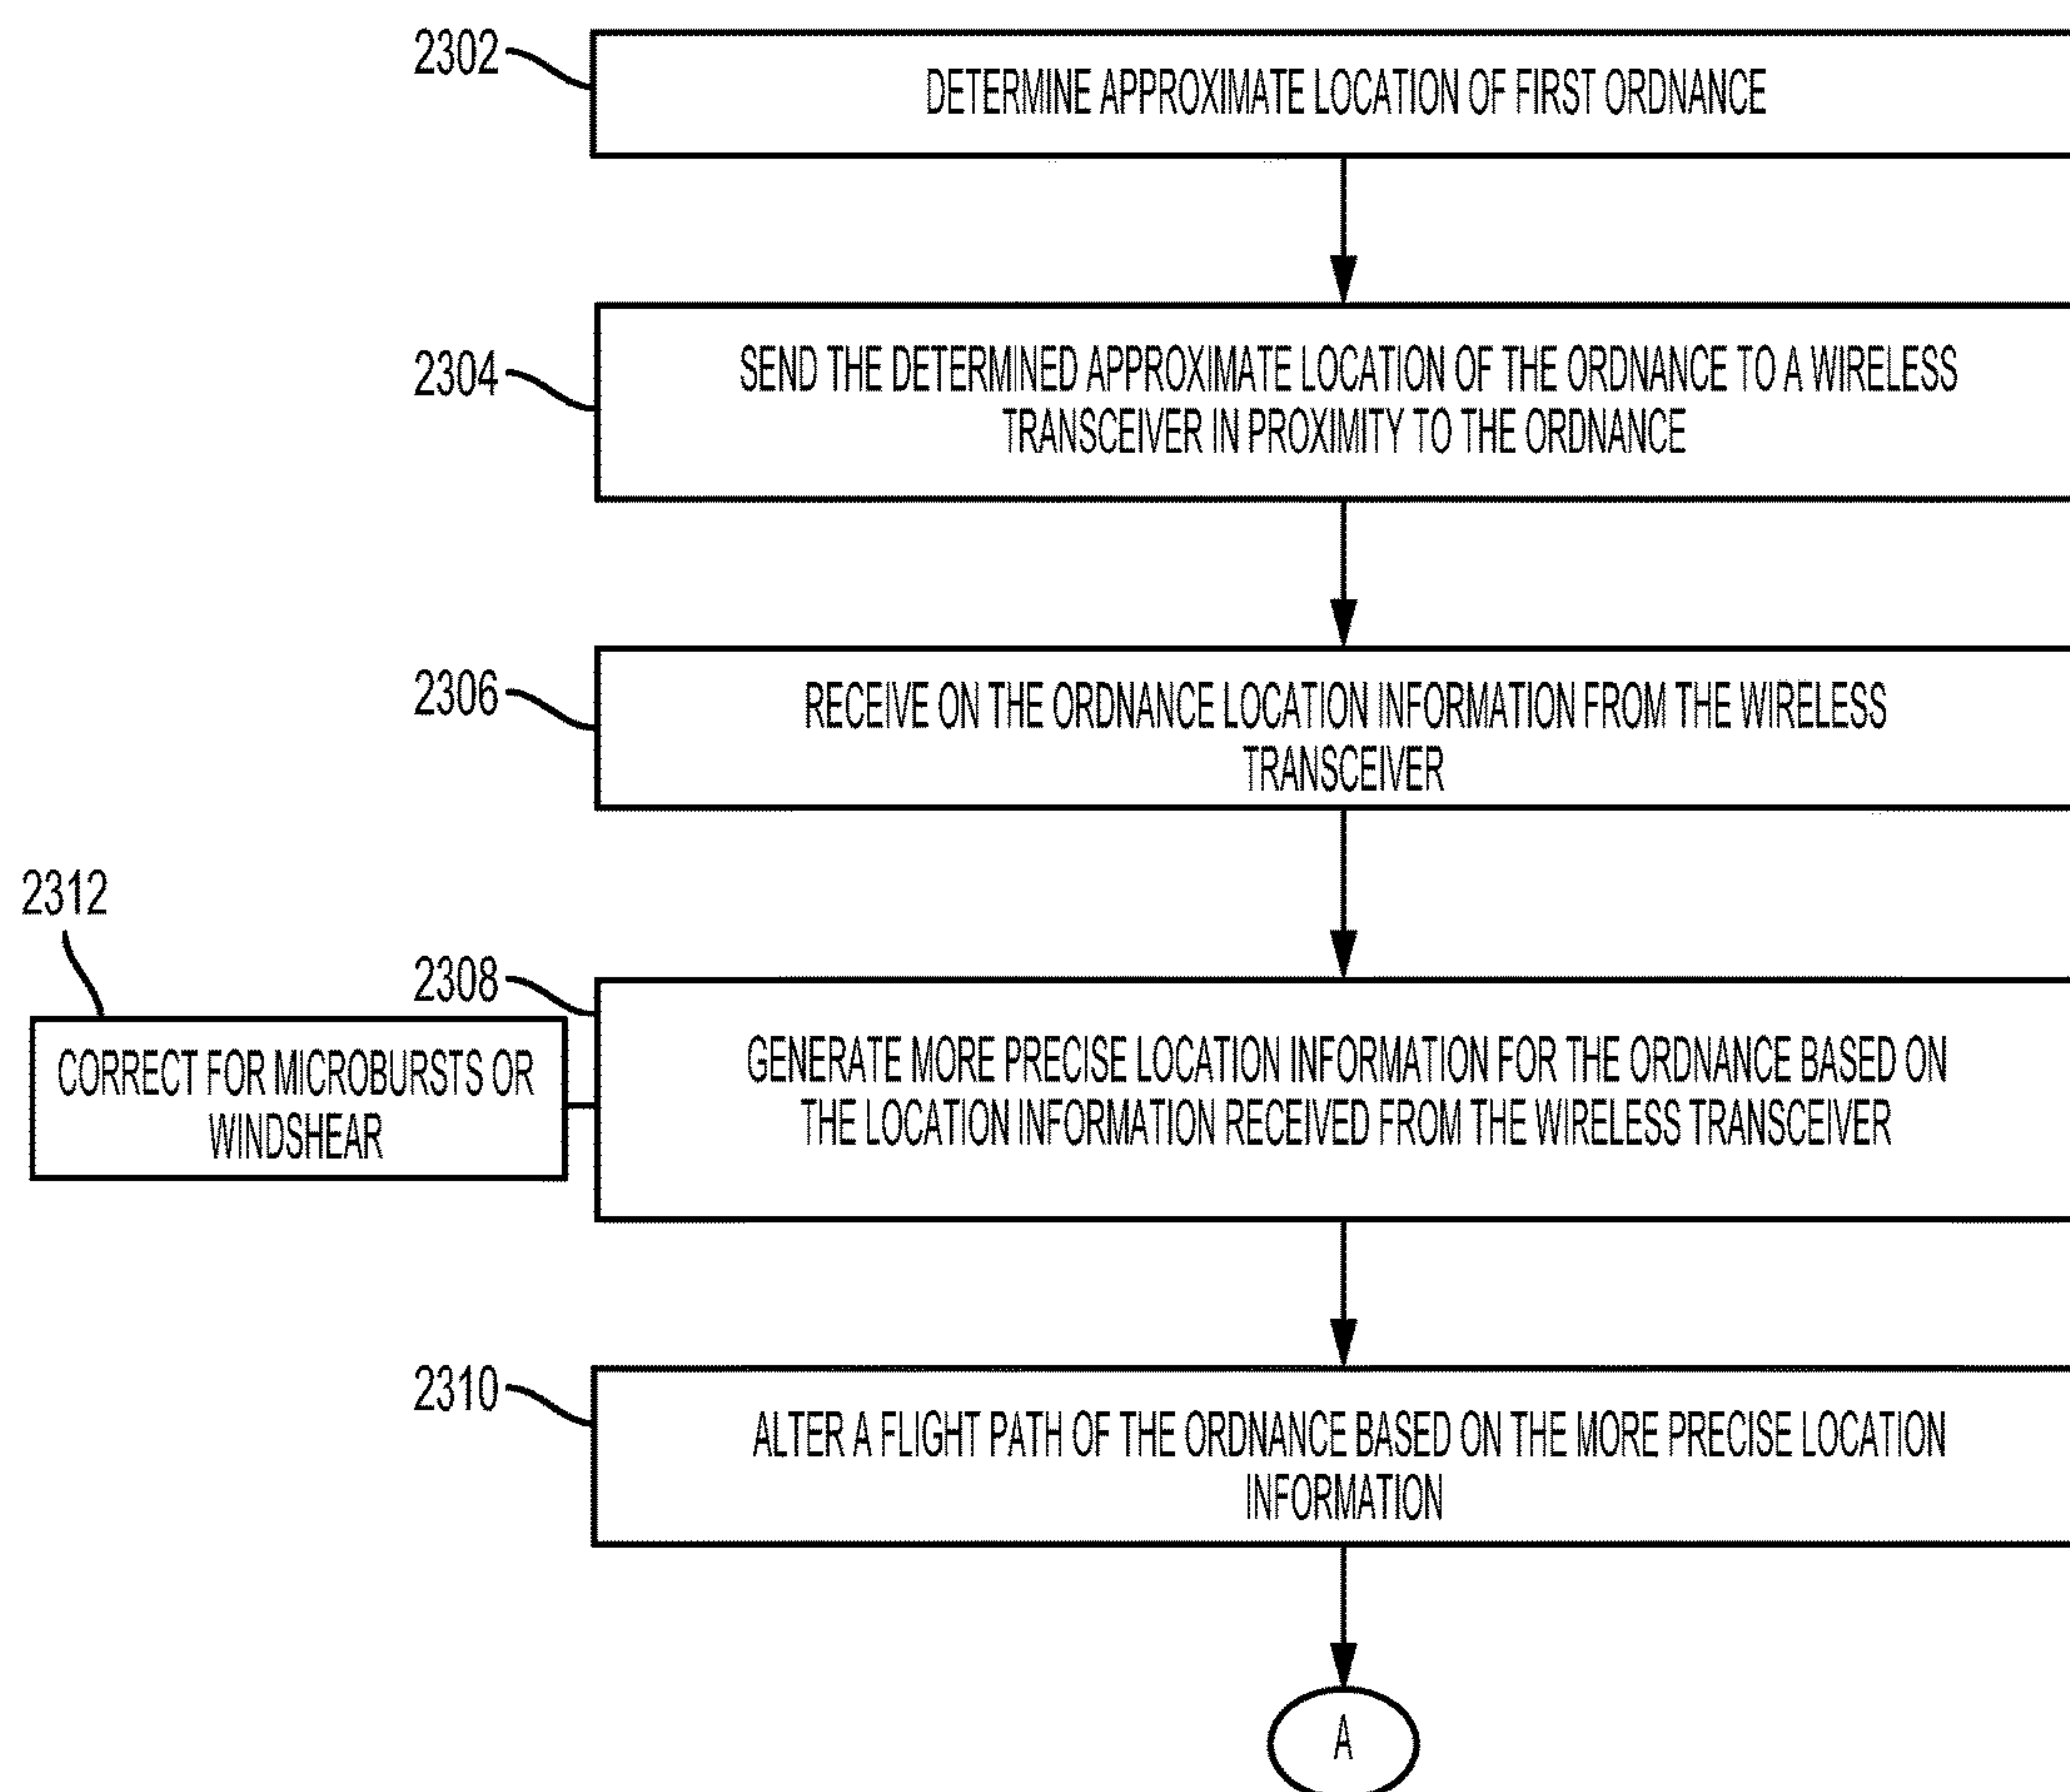 2302
DETERMINE APPROXIMATE LOCATION OF FIRST ORDNANCE
2304
SEND THE DETERMINED APPROXIMATE LOCATION OF THE ORDNANCE TO A WIRELESS
TRANSCEIVER IN PROXIMITY TO THE ORDNANCE
2306
RECEIVE ON THE ORDNANCE LOCATION INFORMATION FROM THE WIRELESS
TRANSCEIVER
2312
CORRECT FOR MICROBURSTS OR
WINDSHEAR
2308
GENERATE MORE PRECISE LOCATION INFORMATION FOR THE ORDNANCE BASED ON
THE LOCATION INFORMATION RECEIVED FROM THE WIRELESS TRANSCEIVER
2310
ALTER A FLIGHT PATH OF THE ORDNANCE BASED ON THE MORE PRECISE LOCATION
INFORMATION
A